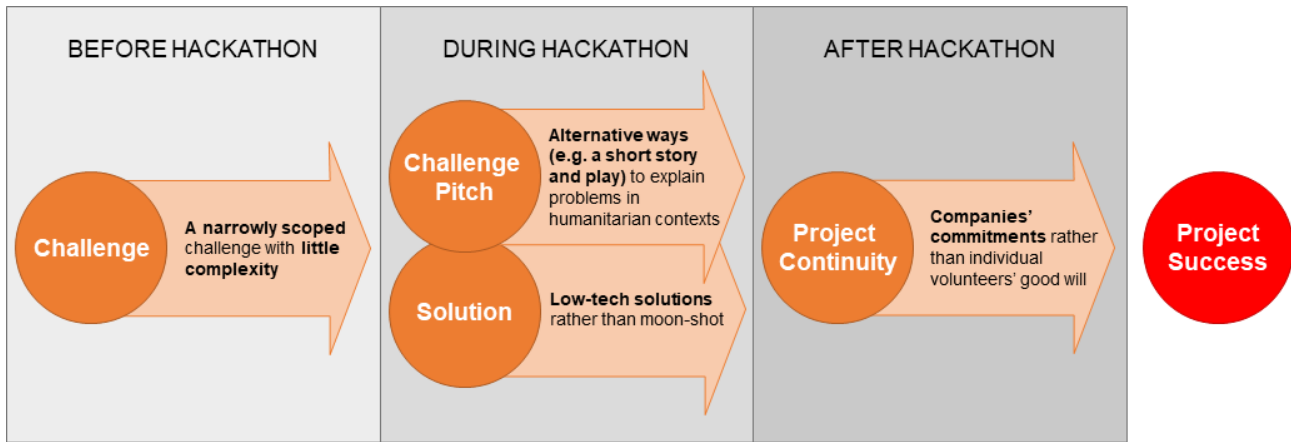 BEFORE HACKATHON
Challenge
A narrowly scoped
challenge with little
complexity
DURING HACKATHON
Challenge
Pitch
Alternative ways
(e.g. a short story
and play) to explain
problems in
humanitarian contexts
Solution
Low-tech solutions
rather than moon-shot
AFTER HACKATHON
Project
Continuity
Companies’
commitments rather
than individual
volunteers’ good will
Project
Success